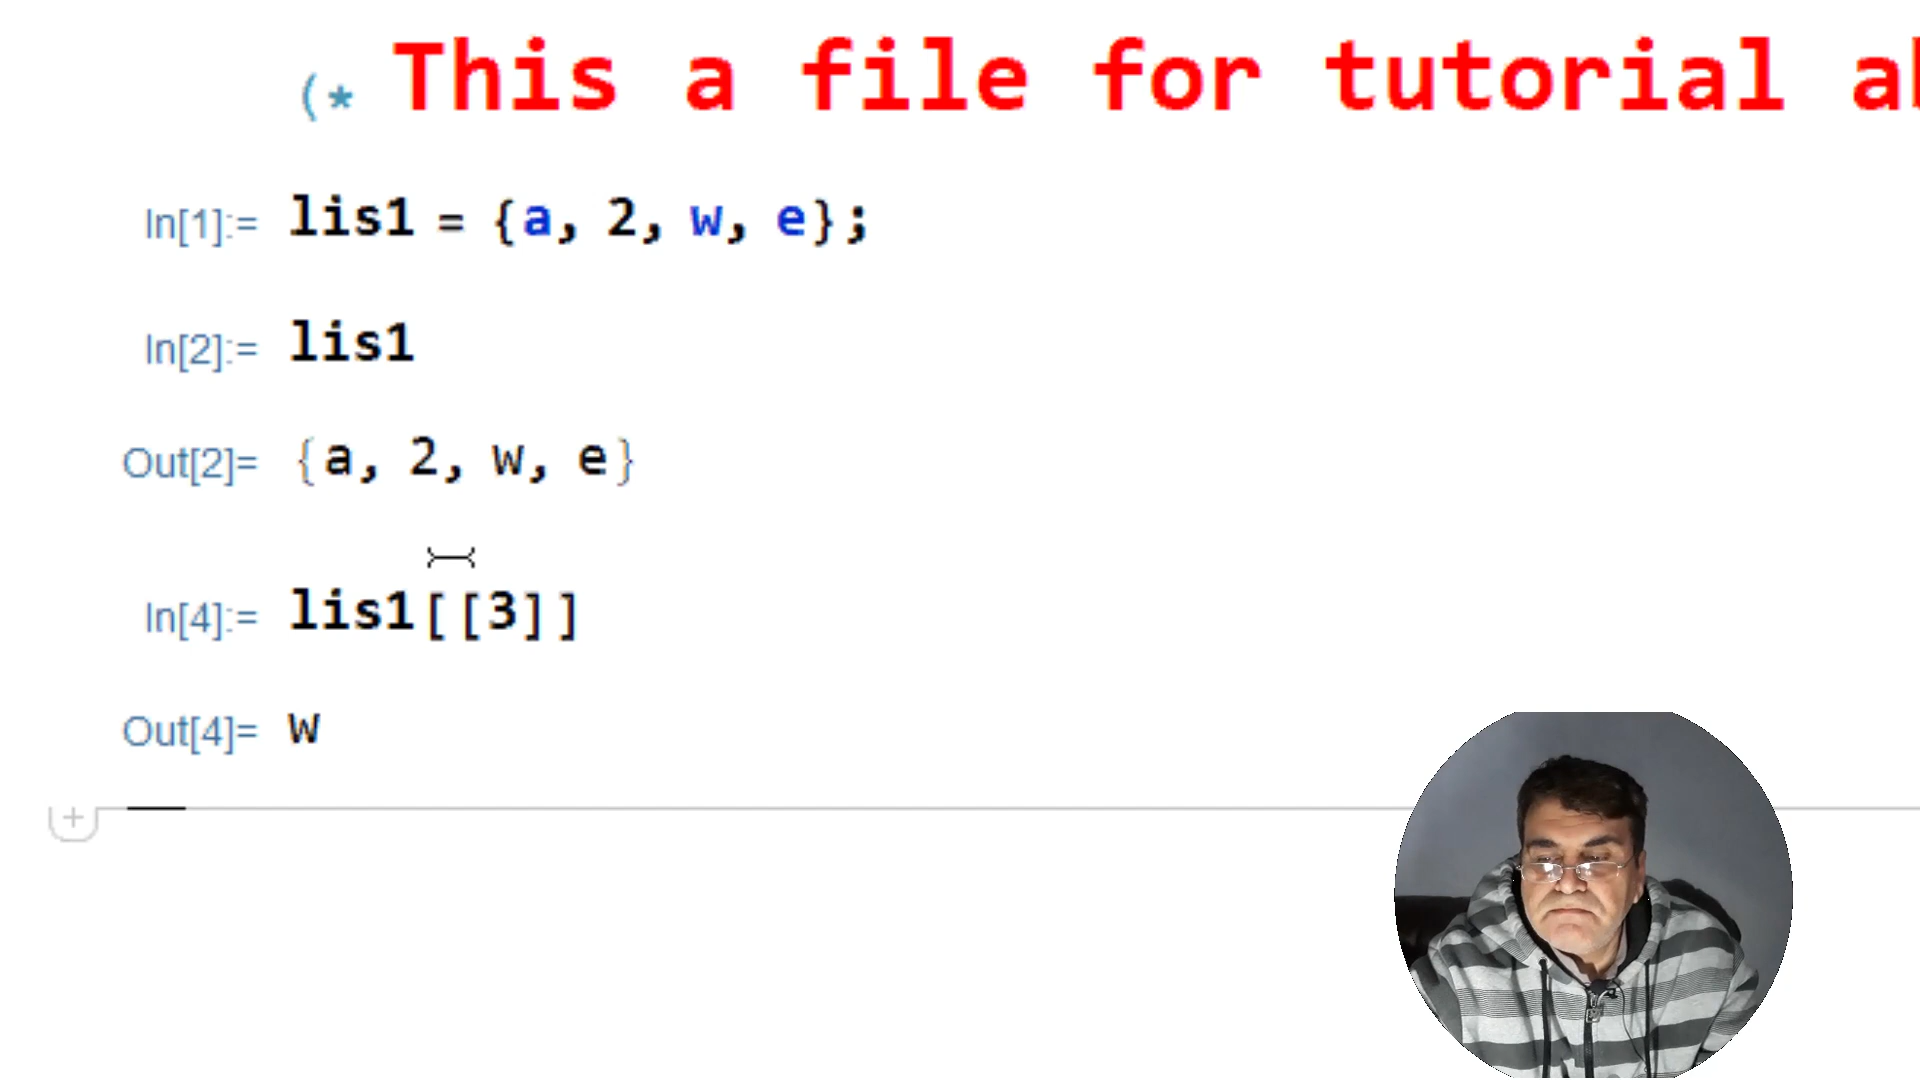 (* This a file for tutorial
In[1]:= lis1 = {a, 2, w, e};
In[2]:= lis1
Out[2]= {a, 2, w, e}
In[4]:= lis1[[3]]
Out[4]= w